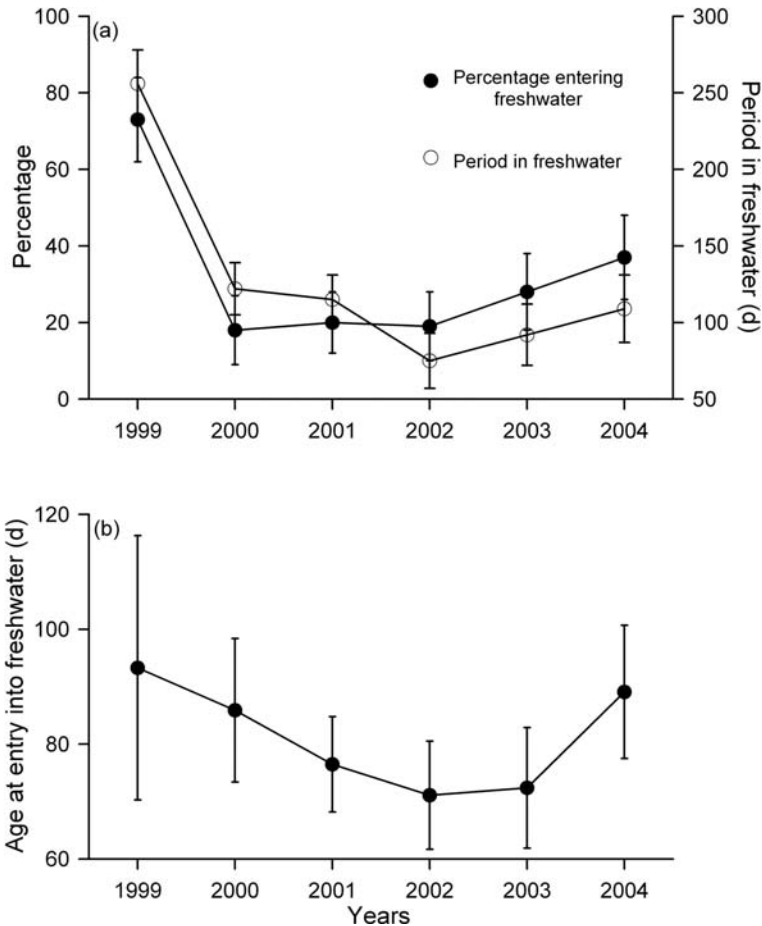 (a)
Percentage
100
80
60
40
20
0
Percentage entering
freshwater
Period in freshwater
300
250
200
150
100
50
Period in freshwater (d)
1999 2000 2001 2002 2003 2004
(b)
Age at entry into freshwater (d)
120
100
80
60
1999 2000 2001 2002 2003 2004
Years